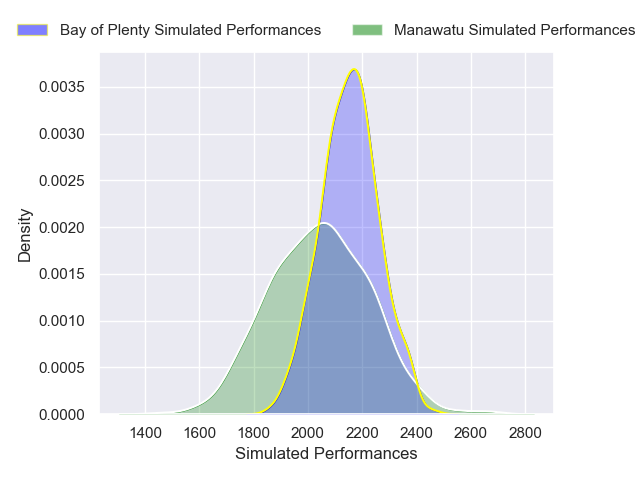 Bay of Plenty Simulated Performances
Manawatu Simulated Performances
0.0035
0.0030
0.0025
0.0020
0.0015
0.0010
0.0005
0.0000
Density
1400 1600 1800 2000 2200 2400 2600 2800
Simulated Performances